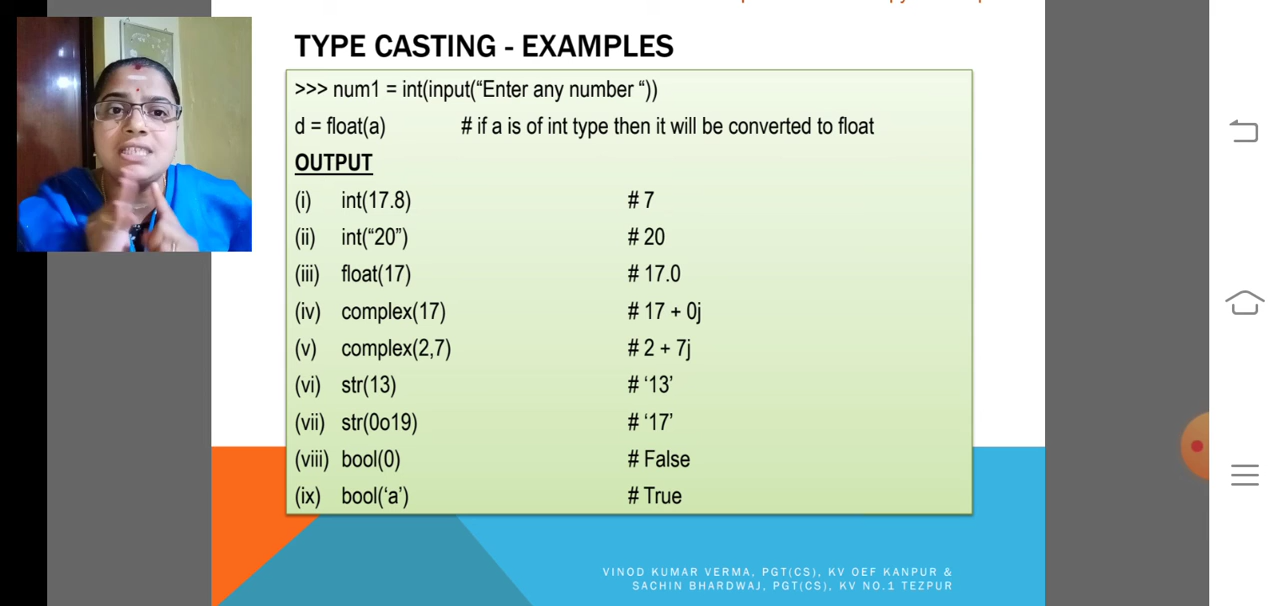 TYPE CASTING - EXAMPLES
>>> num1 = int(input(“Enter any number “))
d = float(a) # if a is of int type then it will be converted to float
OUTPUT
(i) int(17.8) # 7
(ii) int(“20”) # 20
(iii) float(17) # 17.0
(iv) complex(17) # 17 + 0j
(v) complex(2,7) # 2 + 7j
(vi) str(13) # ‘13’
(vii) str(0o19) # ‘17’
(viii) bool(0) # False
(ix) bool(‘a’) # True
VINOD KUMAR VERMA, PGT(CS), KV OEF KANPUR &
SACHIN BHARDWAJ, PGT(CS), KV NO.1 TEZPUR